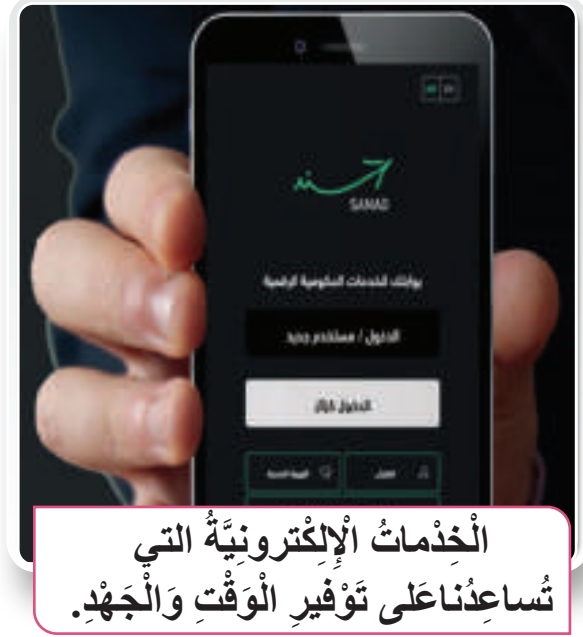 سند
SANAD
بوابتك للخدمات الحكومية الرقمية
الدخول / مستخدم جديد
الدخول كزائر
الْخِدْماتُ الْإِلِكْترونِيَّةُ التي
تُساعِدُناعَلى تَوْفيرِ الْوَقْتِ وَالْجَهْدِ.